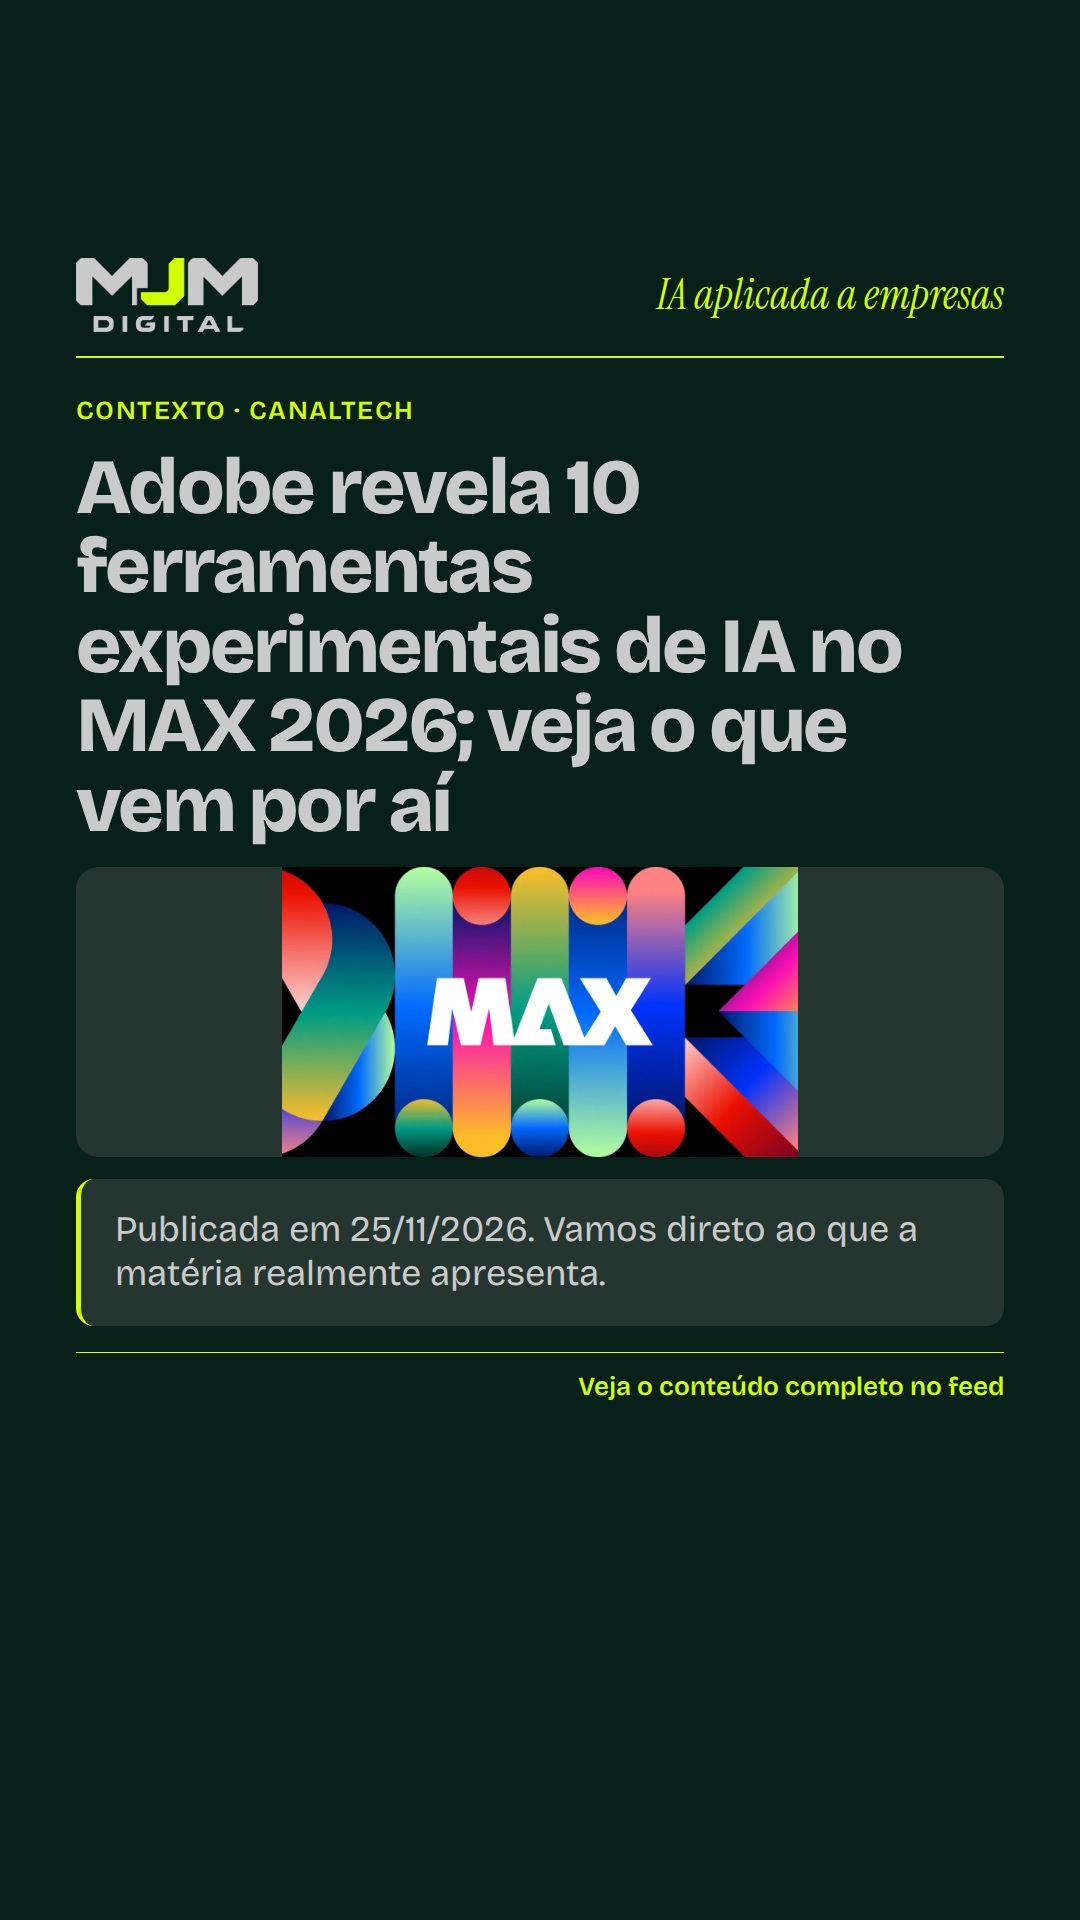 MJM
DIGITAL
IA aplicada a empresas
CONTEXTO · CANALTECH
Adobe revela 10
ferramentas
experimentais de IA no
MAX 2026; veja o que
vem por aí
MAX
Publicada em 25/11/2026. Vamos direto ao que a
matéria realmente apresenta.
Veja o conteúdo completo no feed